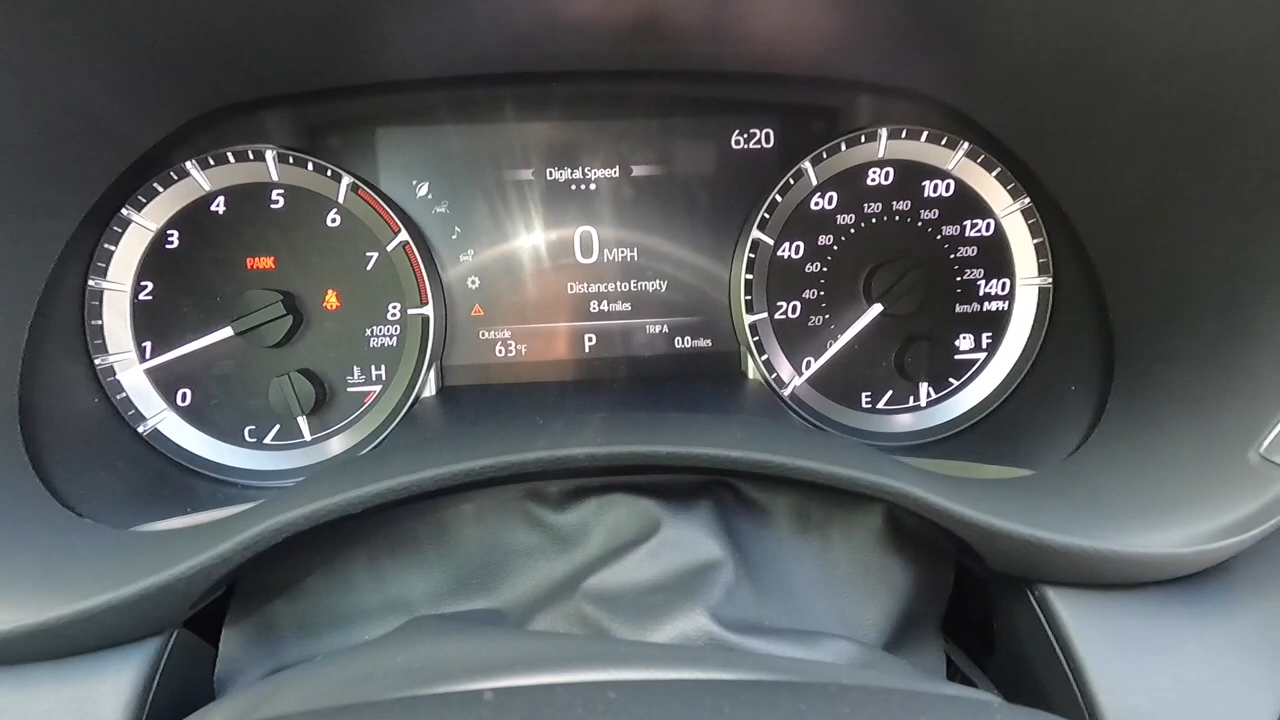 6:20
Digital Speed
0 MPH
Distance to Empty
84 miles
Outside
63°F
P
TRIP A
0.0 miles
0
1
2
3
4
5
6
7
8
x1000
RPM
PARK
C
H
0
20
40
60
80
100
120
140
0
20
40
60
80
100
120
140
160
180
200
220
km/h MPH
E
F